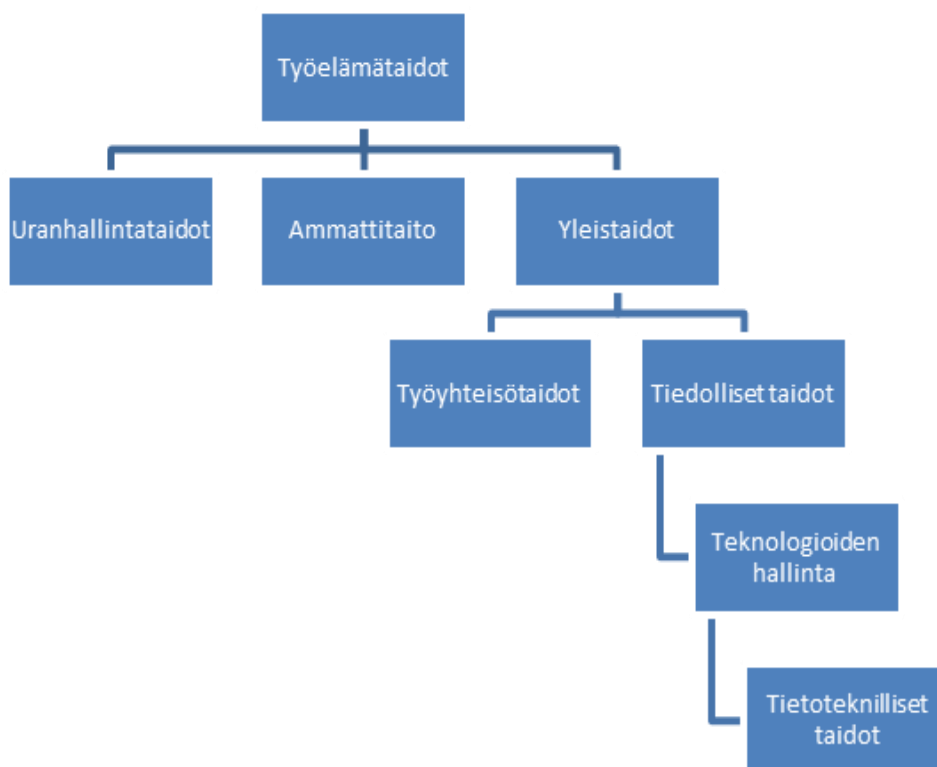 Työelämätaidot
Uranhallintataidot
Ammattitaito
Yleistaidot
Työyhteisötaidot
Tiedolliset taidot
Teknologioiden
hallinta
Tietoteknilliset
taidot